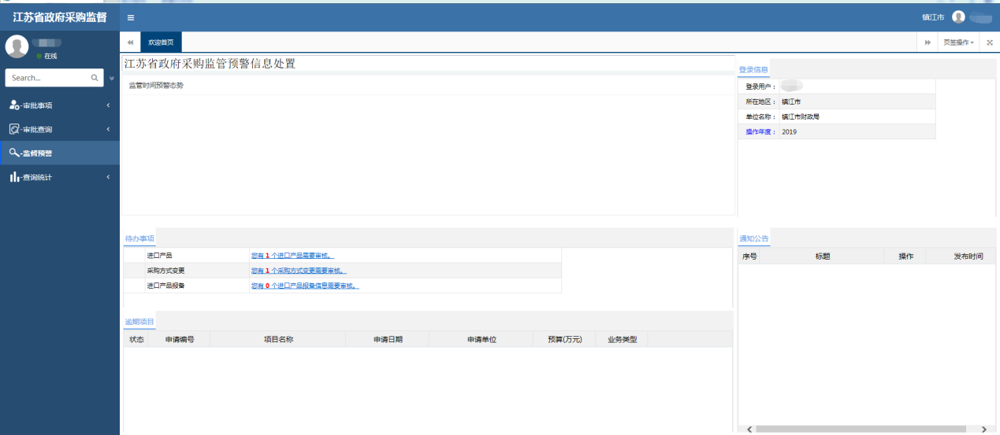 江苏省政府采购监督
镇江市
在线
Search...
-审批事项
-审批查询
-监督预警
-查询统计
欢迎首页
页签操作
江苏省政府采购监管预警信息处置
监管时间预警态势
登录信息
登录用户：
所在地区： 镇江市
单位名称： 镇江市财政局
操作年度： 2019
待办事项
进口产品 您有 1 个进口产品需要审核。
采购方式变更 您有 1 个采购方式变更需要审核。
进口产品报备 您有 0 个进口产品报备信息需要审核。
通知公告
序号 标题 操作 发布时间
逾期项目
状态 申请编号 项目名称 申请日期 申请单位 预算(万元) 业务类型